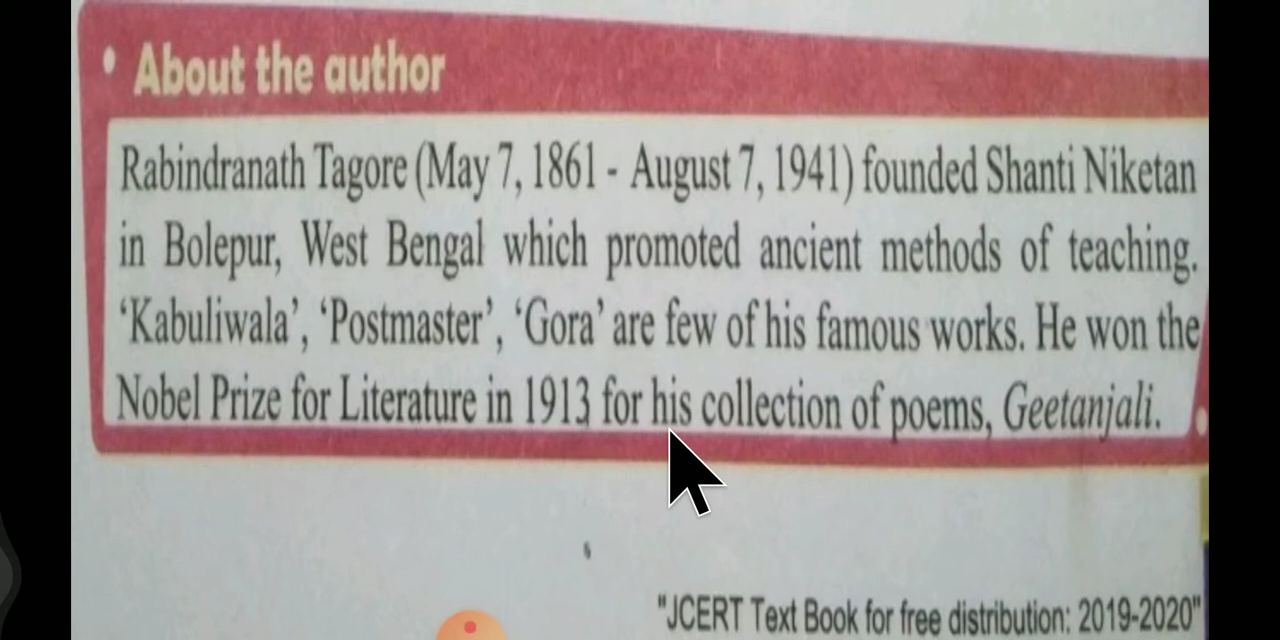 • About the author
Rabindranath Tagore (May 7, 1861 - August 7, 1941) founded Shanti Niketan
in Bolepur, West Bengal which promoted ancient methods of teaching.
‘Kabuliwala’, ‘Postmaster’, ‘Gora’ are few of his famous works. He won the
Nobel Prize for Literature in 1913 for his collection of poems, Geetanjali.
"JCERT Text Book for free distribution: 2019-2020"